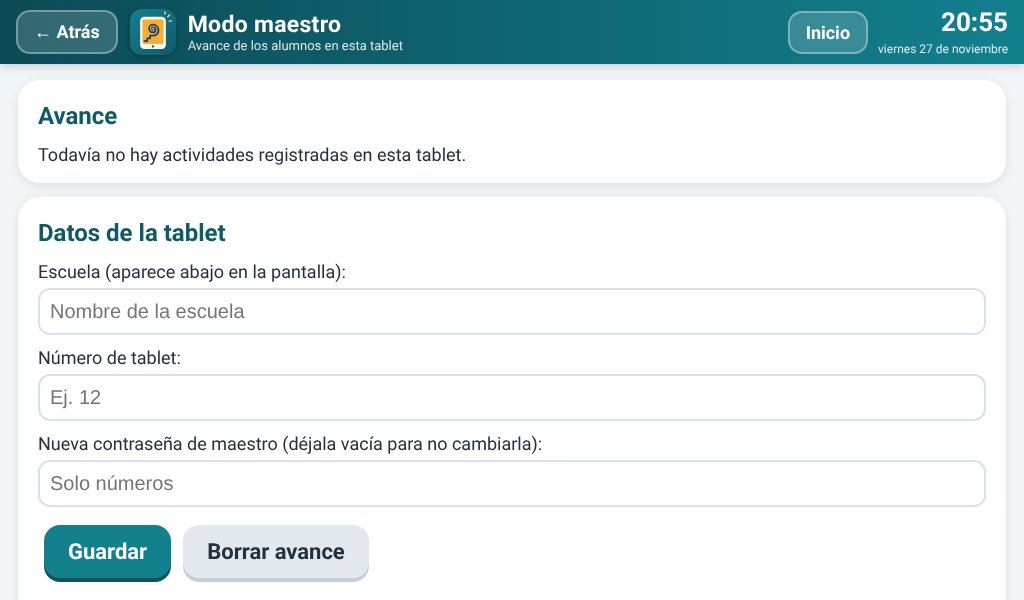 ← Atrás
Modo maestro
Avance de los alumnos en esta tablet
Inicio
20:55
viernes 27 de noviembre
Avance
Todavía no hay actividades registradas en esta tablet.
Datos de la tablet
Escuela (aparece abajo en la pantalla):
Nombre de la escuela
Número de tablet:
Ej. 12
Nueva contraseña de maestro (déjala vacía para no cambiarla):
Solo números
Guardar
Borrar avance